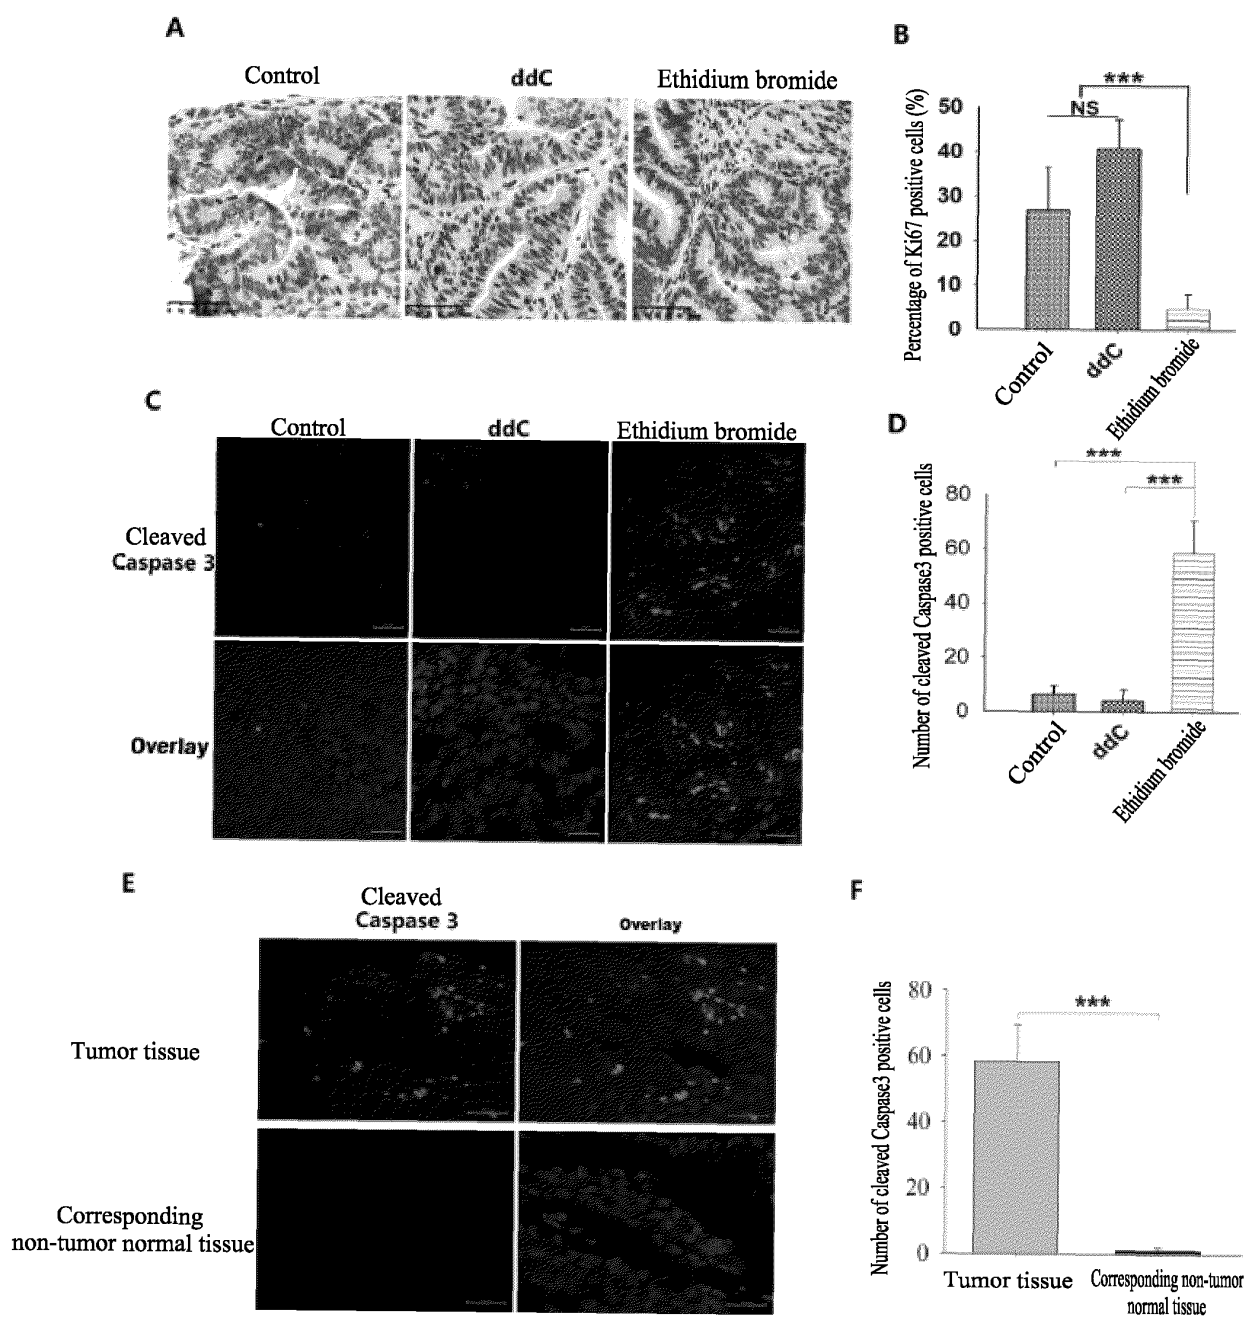 A
Control
ddC
Ethidium bromide
B
Percentage of Ki67 positive cells (%)
50
40
30
20
10
0
***
NS
Control
ddC
Ethidium bromide
C
Control
ddC
Ethidium bromide
Cleaved
Caspase 3
Overlay
D
Number of cleaved Caspase3 positive cells
80
60
40
20
0
***
***
Control
ddC
Ethidium bromide
E
Cleaved
Caspase 3
Overlay
Tumor tissue
Corresponding
non-tumor normal tissue
F
Number of cleaved Caspase3 positive cells
80
60
40
20
0
***
Tumor tissue
Corresponding non-tumor
normal tissue